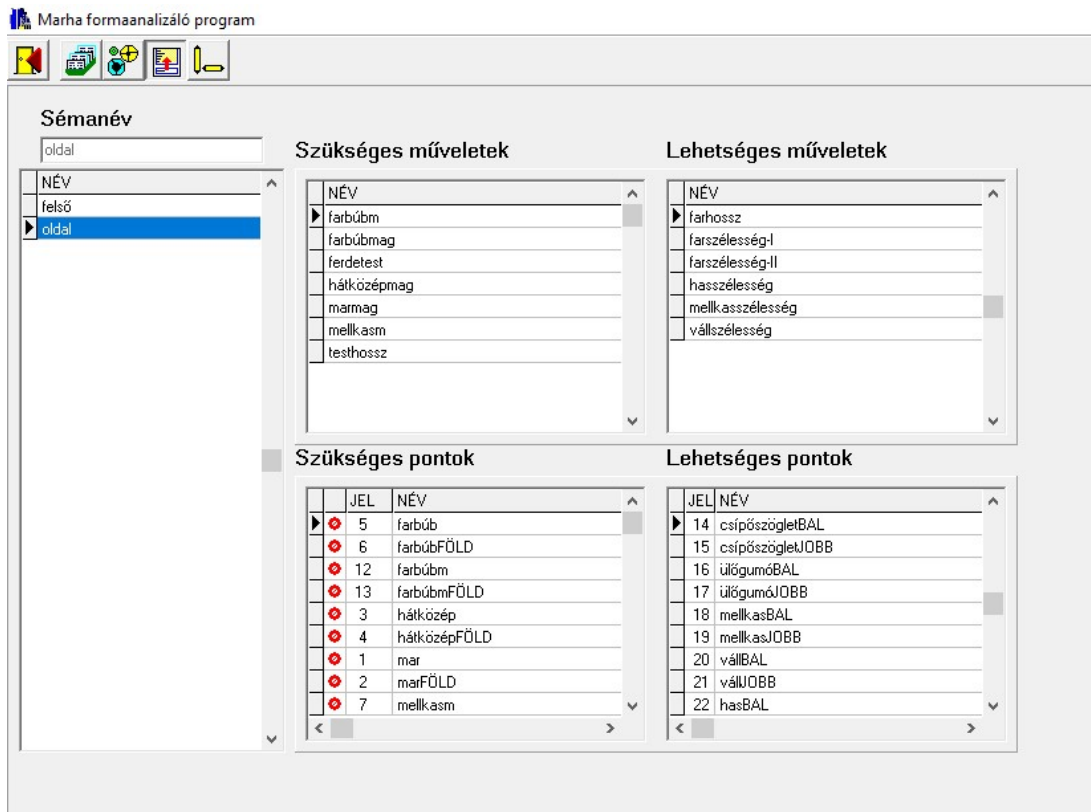 Marha formaanalizáló program
Sémanév
oldal
NÉV
felső
oldal
Szükséges műveletek
NÉV
farbúbm
farbúbmag
ferdetest
hátközépmag
marmag
mellkasm
testhossz
Lehetséges műveletek
NÉV
farhossz
farszélesség-I
farszélesség-II
hasszélesség
mellkasszélesség
vállszélesség
Szükséges pontok
JEL NÉV
5 farbúb
6 farbúbFÖLD
12 farbúbm
13 farbúbmFÖLD
3 hátközép
4 hátközépFÖLD
1 mar
2 marFÖLD
7 mellkasm
Lehetséges pontok
JEL NÉV
14 csípőszögletBAL
15 csípőszögletJOBB
16 ülőgumóBAL
17 ülőgumóJOBB
18 mellkasBAL
19 mellkasJOBB
20 vállBAL
21 vállJOBB
22 hasBAL